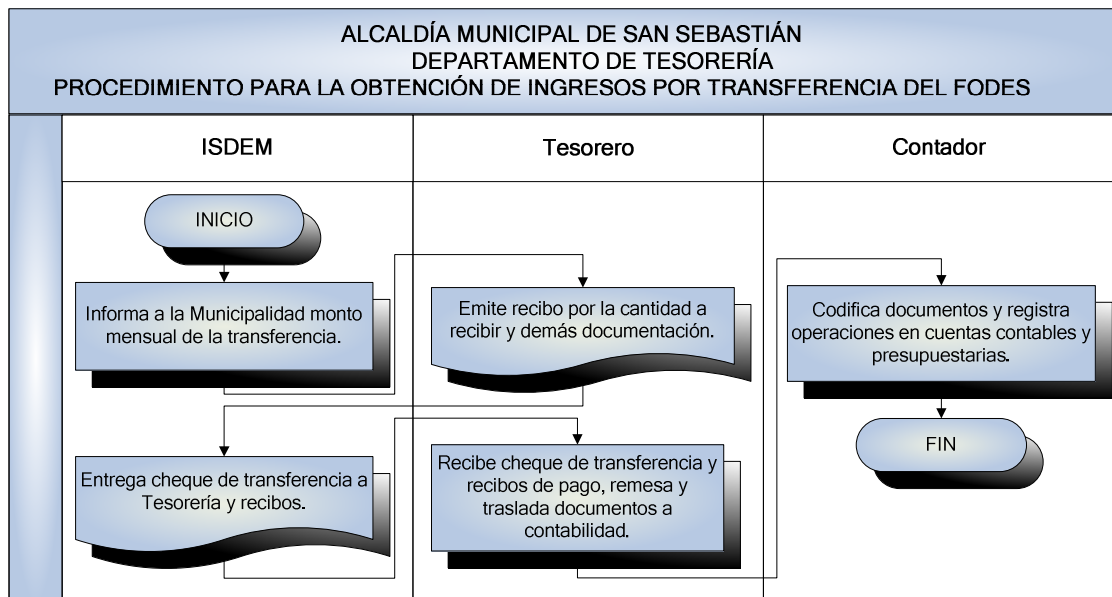 ALCALDÍA MUNICIPAL DE SAN SEBASTIÁN
DEPARTAMENTO DE TESORERÍA
PROCEDIMIENTO PARA LA OBTENCIÓN DE INGRESOS POR TRANSFERENCIA DEL FODES
ISDEM
Tesorero
Contador
INICIO
Informa a la Municipalidad monto
mensual de la transferencia.
Emite recibo por la cantidad a
recibir y demás documentación.
Entrega cheque de transferencia a
Tesorería y recibos.
Recibe cheque de transferencia y
recibos de pago, remesa y
traslada documentos a
contabilidad.
Codifica documentos y registra
operaciones en cuentas contables y
presupuestarias.
FIN